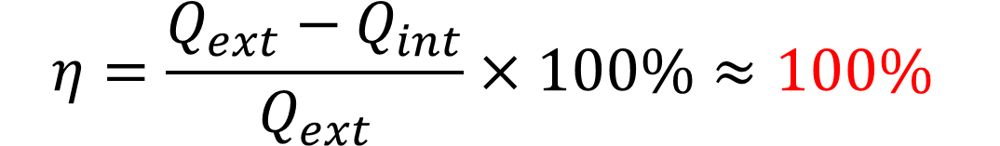 η = (Q_ext − Q_int) / Q_ext × 100% ≈ 100%